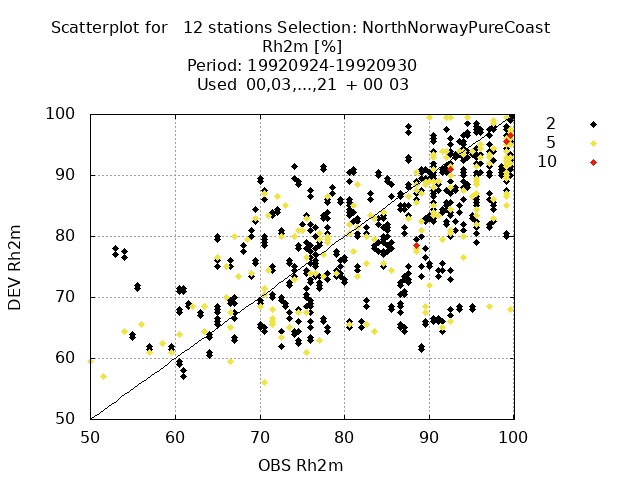 Scatterplot for   12 stations Selection: NorthNorwayPureCoast
Rh2m [%]
Period: 19920924-19920930
Used  00,03,...,21  + 00 03
100
90
80
70
60
50
50 60 70 80 90 100
DEV Rh2m
OBS Rh2m
2
5
10